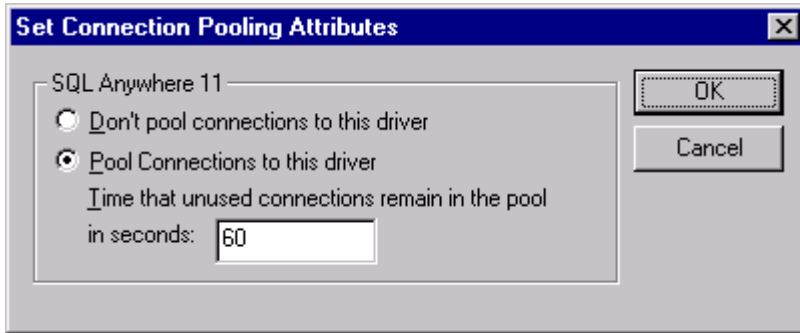 Set Connection Pooling Attributes
SQL Anywhere 11
Don't pool connections to this driver
Pool Connections to this driver
Time that unused connections remain in the pool
in seconds: 60
OK
Cancel